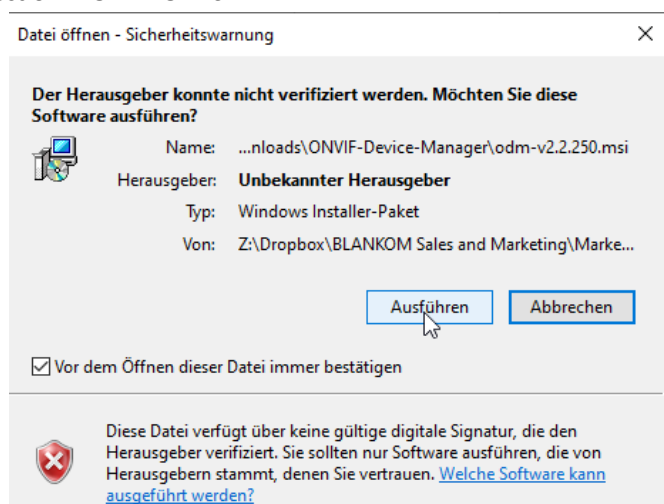 Datei öffnen - Sicherheitswarnung
Der Herausgeber konnte nicht verifiziert werden. Möchten Sie diese
Software ausführen?
Name: ...nloads\ONVIF-Device-Manager\odm-v2.2.250.msi
Herausgeber: Unbekannter Herausgeber
Typ: Windows Installer-Paket
Von: Z:\Dropbox\BLANKOM Sales and Marketing\Marke...
Ausführen Abbrechen
Vor dem Öffnen dieser Datei immer bestätigen
Diese Datei verfügt über keine gültige digitale Signatur, die den
Herausgeber verifiziert. Sie sollten nur Software ausführen, die von
Herausgebern stammt, denen Sie vertrauen. Welche Software kann
ausgeführt werden?